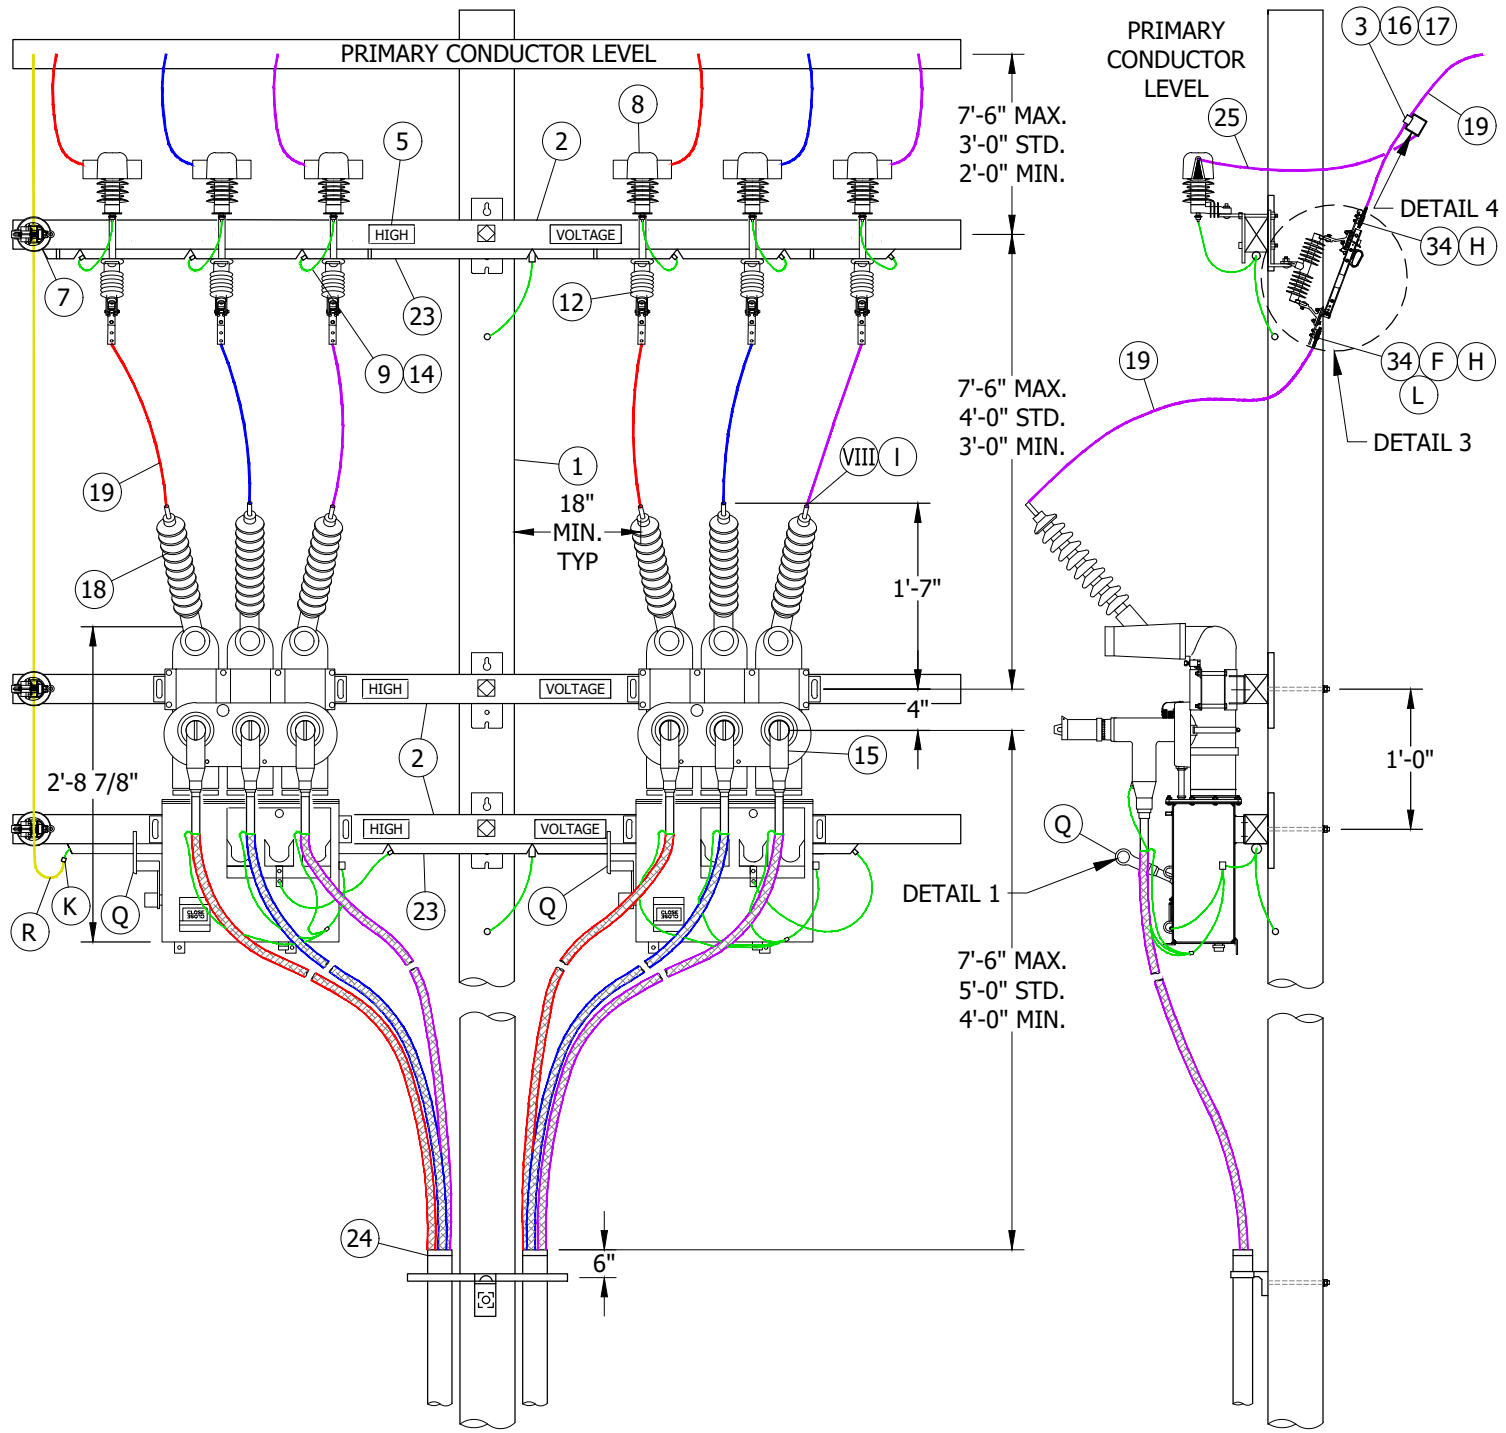 PRIMARY CONDUCTOR LEVEL
8
5
2
HIGH
VOLTAGE
7
23
12
9
14
19
1
18"
MIN.
TYP
VIII
I
18
1'-7"
HIGH
VOLTAGE
4"
2
15
2'-8 7/8"
HIGH
VOLTAGE
R
K
Q
23
Q
CLOSE
CLOSE
24
6"
7'-6" MAX.
3'-0" STD.
2'-0" MIN.
7'-6" MAX.
4'-0" STD.
3'-0" MIN.
7'-6" MAX.
5'-0" STD.
4'-0" MIN.
PRIMARY
CONDUCTOR
LEVEL
3
16
17
25
19
DETAIL 4
34
H
34
F
H
L
19
DETAIL 3
1'-0"
Q
DETAIL 1